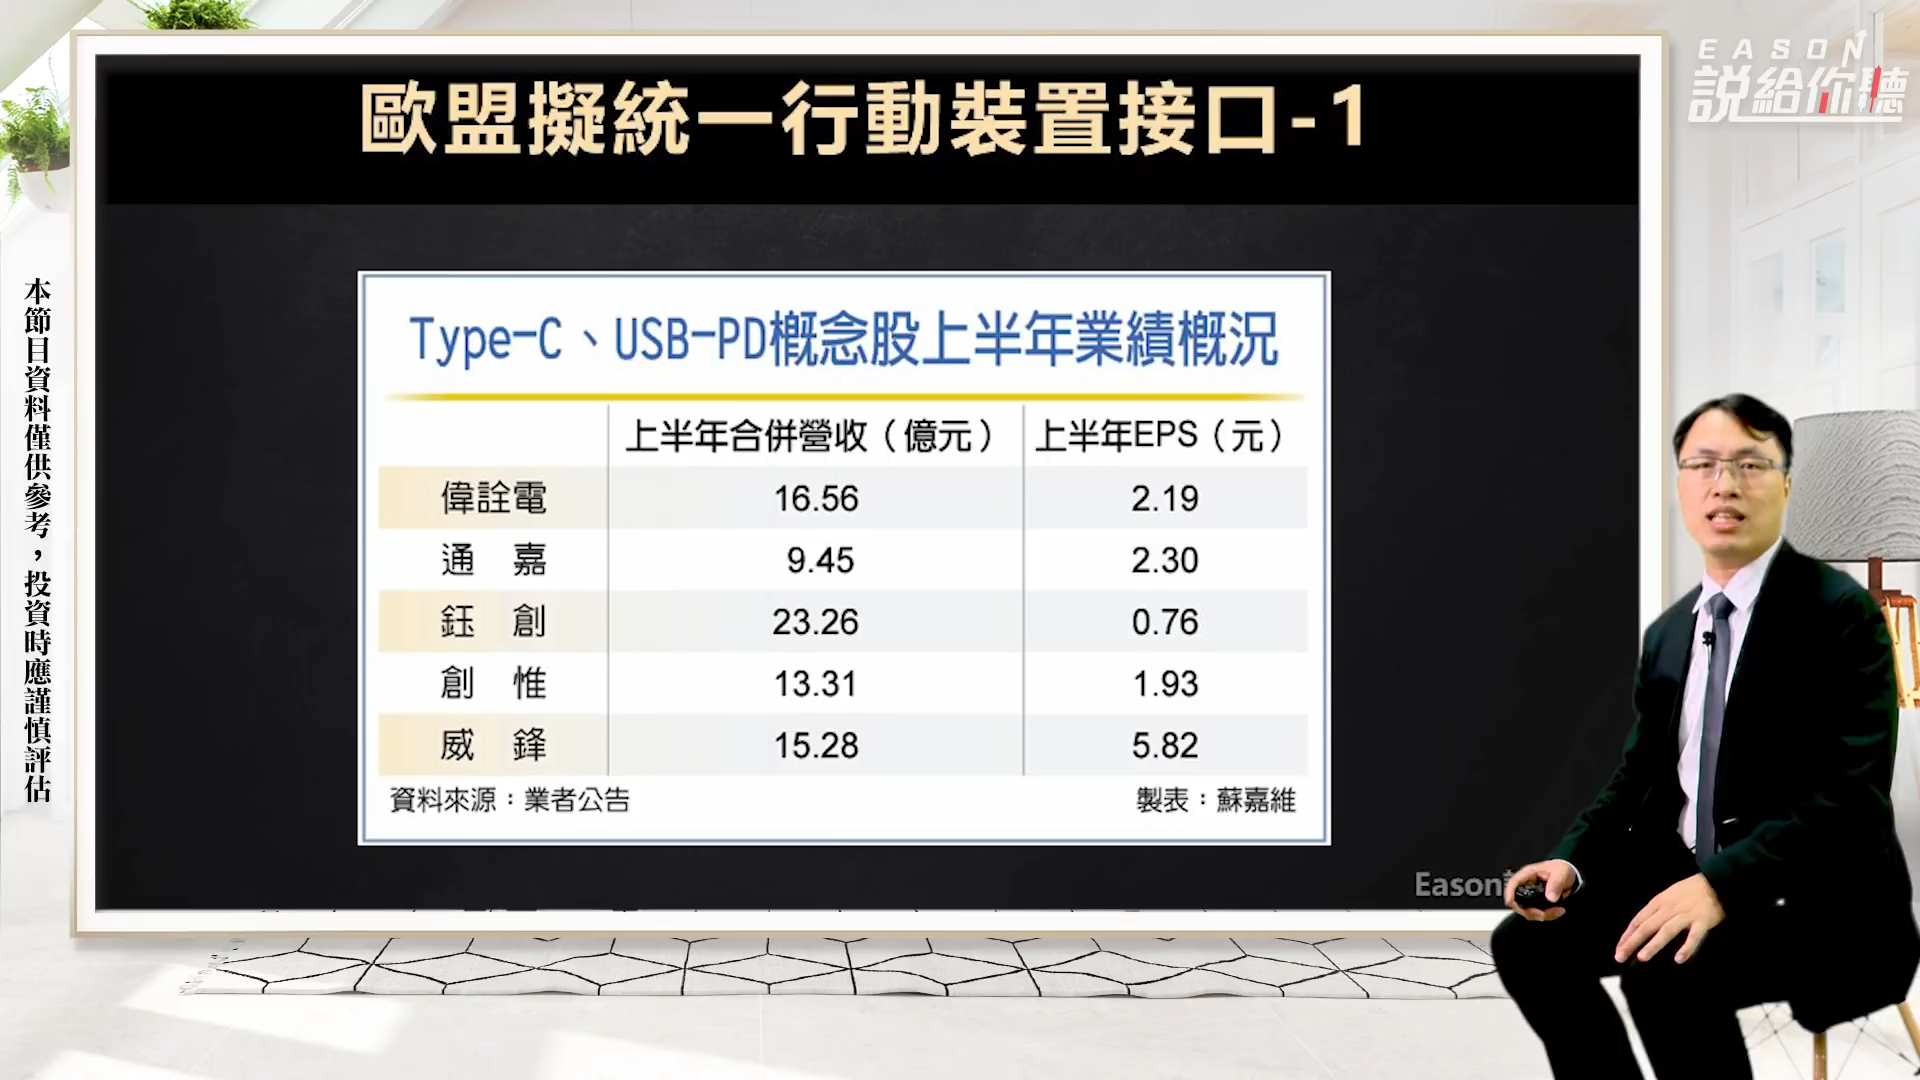 歐盟擬統一行動裝置接口-1
EASON
説給你聽
本節目資料僅供參考，投資時應謹慎評估
Type-C、USB-PD概念股上半年業績概況
上半年合併營收（億元） 上半年EPS（元）
偉詮電 16.56 2.19
通 嘉 9.45 2.30
鈺 創 23.26 0.76
創 惟 13.31 1.93
威 鋒 15.28 5.82
資料來源：業者公告 製表：蘇嘉維
Eason